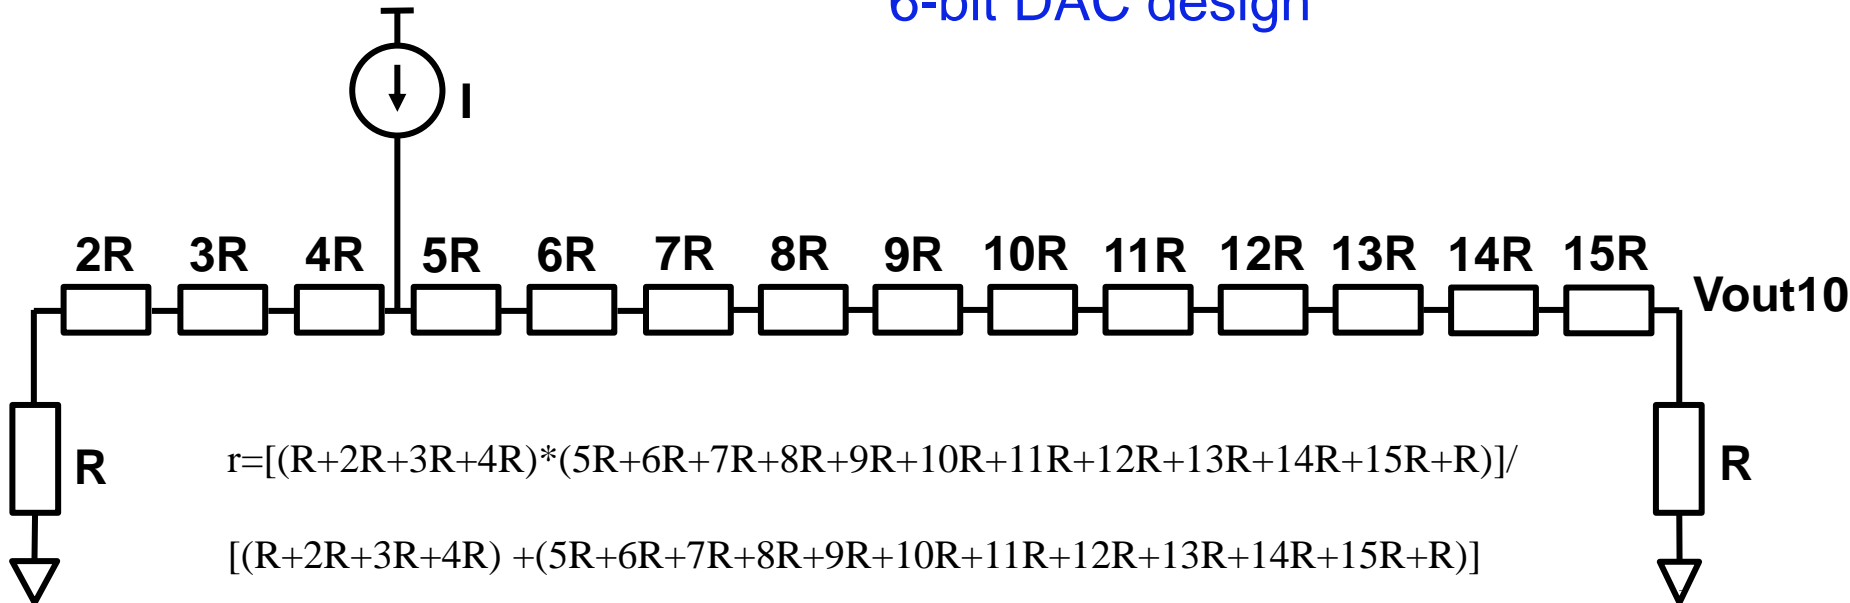 6-bit DAC design
I
2R 3R 4R 5R 6R 7R 8R 9R 10R 11R 12R 13R 14R 15R
Vout10
R
r=[(R+2R+3R+4R)*(5R+6R+7R+8R+9R+10R+11R+12R+13R+14R+15R+R)]/
R
[(R+2R+3R+4R) +(5R+6R+7R+8R+9R+10R+11R+12R+13R+14R+15R+R)]